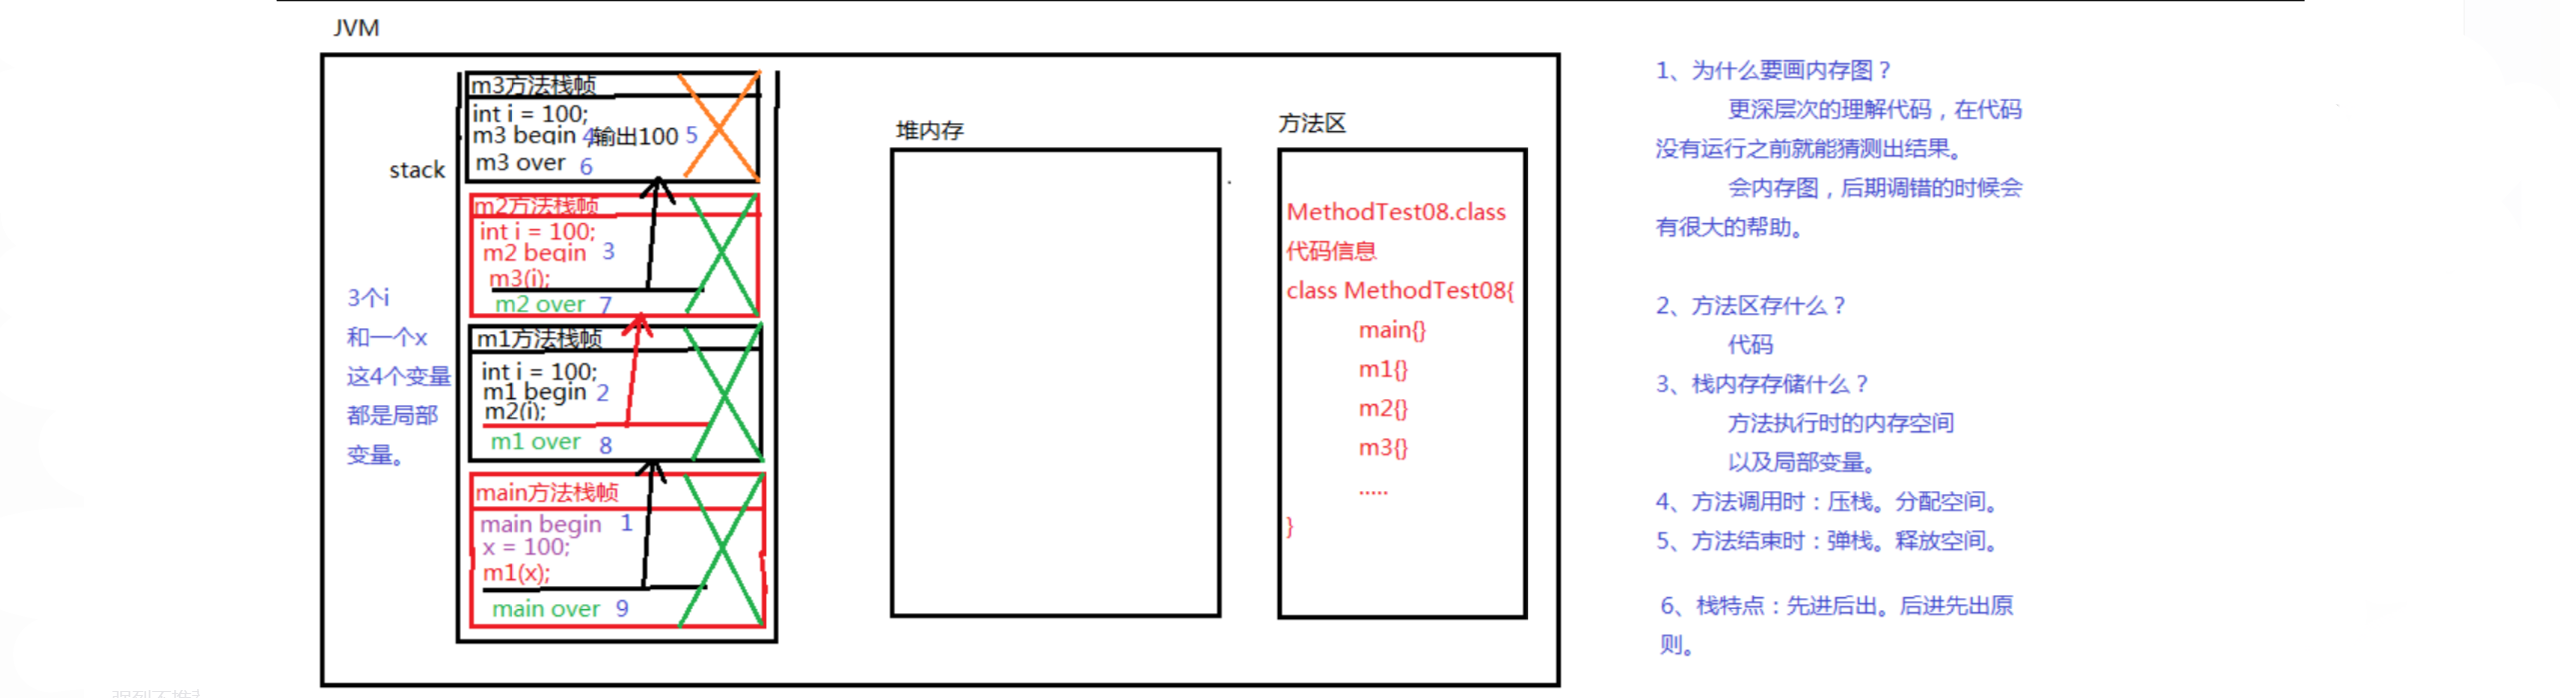 JVM
m3方法栈帧
int i = 100;
m3 begin 4
输出100 5
m3 over 6
stack
m2方法栈帧
int i = 100;
m2 begin 3
m3(i);
m2 over 7
3个i
和一个x
这4个变量
都是局部
变量。
m1方法栈帧
int i = 100;
m1 begin 2
m2(i);
m1 over 8
main方法栈帧
main begin 1
x = 100;
m1(x);
main over 9
堆内存
方法区
MethodTest08.class
代码信息
class MethodTest08{
main{}
m1{}
m2{}
m3{}
.....
}
1、为什么要画内存图？
更深层次的理解代码，在代码
没有运行之前就能猜测出结果。
会内存图，后期调错的时候会
有很大的帮助。
2、方法区存什么？
代码
3、栈内存存储什么？
方法执行时的内存空间
以及局部变量。
4、方法调用时：压栈。分配空间。
5、方法结束时：弹栈。释放空间。
6、栈特点：先进后出。后进先出原
则。